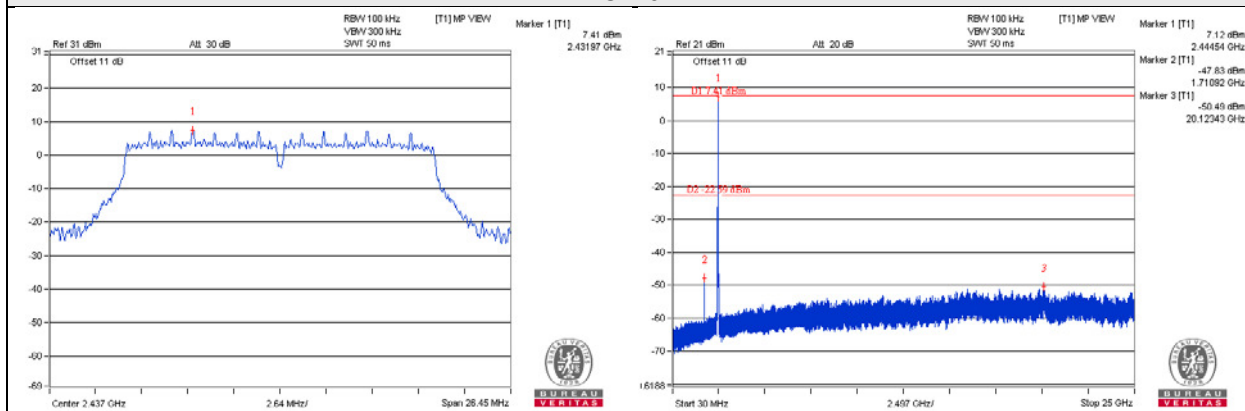 RBW 100 kHz [T1] MP VIEW
VBW 300 kHz
Ref 31 dBm Att 30 dB SWT 50 ms
Marker 1 [T1]
7.41 dBm
2.43197 GHz
31
Offset 11 dB
20
10
0
-10
-20
-30
-40
-50
-60
-69
1
Center 2.437 GHz 2.64 MHz/ Span 26.45 MHz
BUREAU
VERITAS
RBW 100 kHz [T1] MP VIEW
VBW 300 kHz
Ref 21 dBm Att 20 dB SWT 50 ms
Marker 1 [T1]
7.12 dBm
2.44454 GHz
Marker 2 [T1]
-47.83 dBm
1.71092 GHz
Marker 3 [T1]
-50.49 dBm
20.12343 GHz
21
Offset 11 dB
10
0
-10
-20
-30
-40
-50
-60
-70
1
D1 7.41 dBm
D2 -22.59 dBm
2
3
Start 30 MHz 2.497 GHz/ Stop 25 GHz
BUREAU
VERITAS